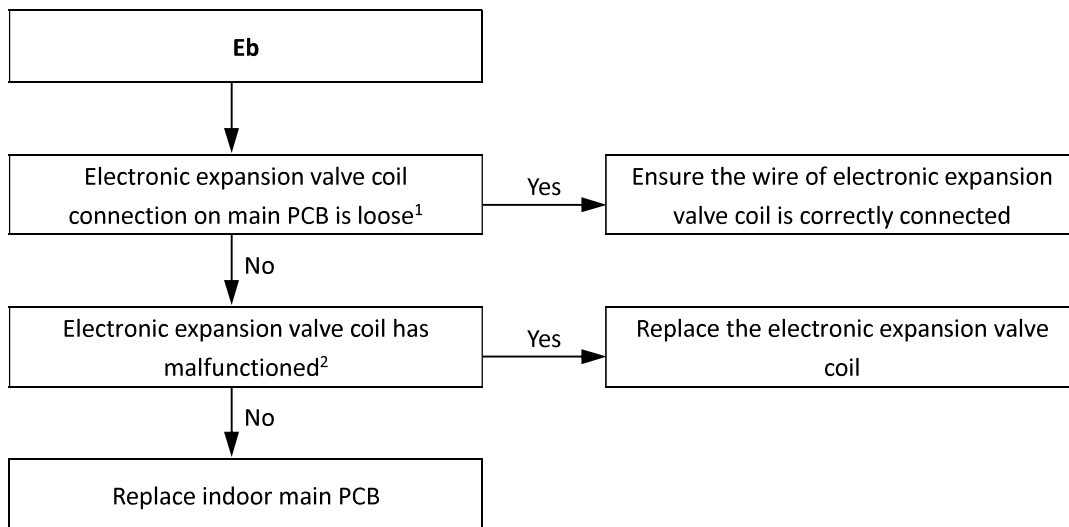 Eb
Electronic expansion valve coil
connection on main PCB is loose¹
Yes
Ensure the wire of electronic expansion
valve coil is correctly connected
No
Electronic expansion valve coil has
malfunctioned²
Yes
Replace the electronic expansion valve
coil
No
Replace indoor main PCB